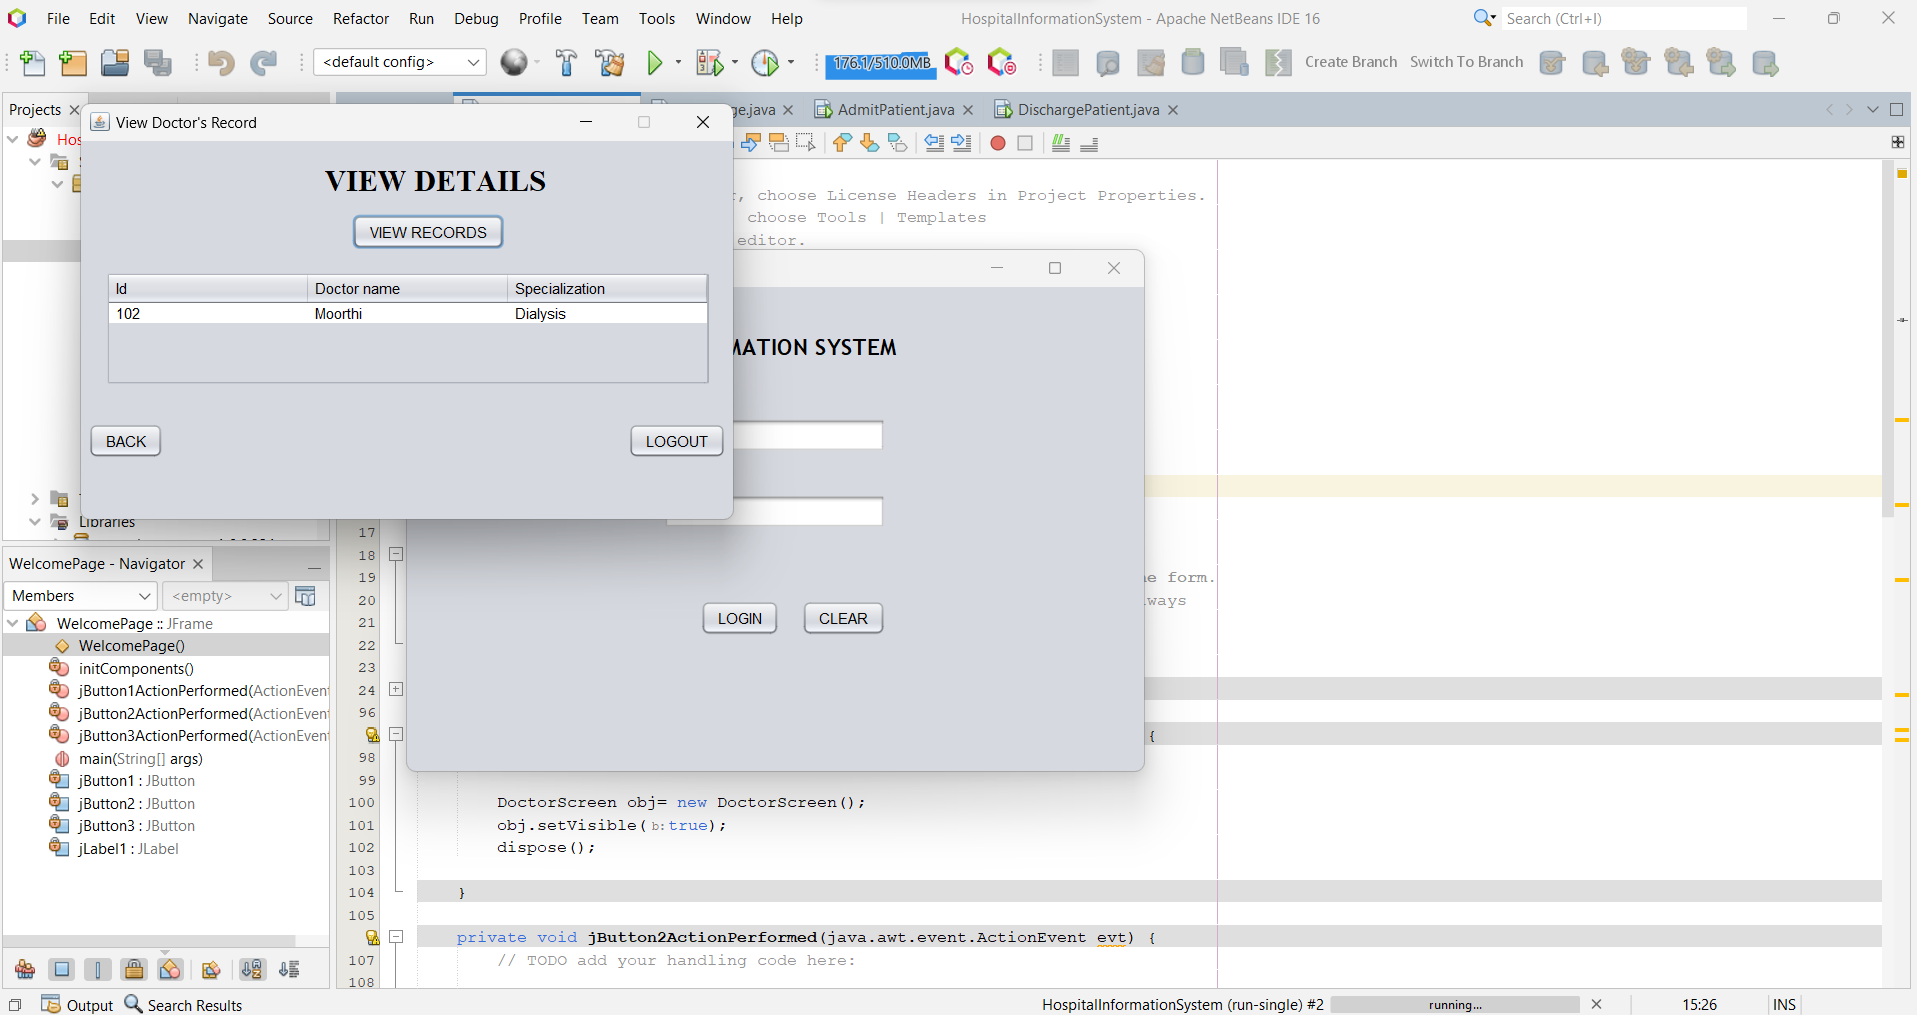 File Edit View Navigate Source Refactor Run Debug Profile Team Tools Window Help
HospitalInformationSystem - Apache NetBeans IDE 16
Search (Ctrl+I)
<default config>
176.1/510.0MB
Create Branch Switch To Branch
Projects
ge.java
AdmitPatient.java
DischargePatient.java
Hos
View Doctor's Record
VIEW DETAILS
VIEW RECORDS
Id Doctor name Specialization
102 Moorthi Dialysis
BACK
LOGOUT
, choose License Headers in Project Properties.
choose Tools | Templates
editor.
MATION SYSTEM
LOGIN
CLEAR
Libraries
WelcomePage - Navigator
Members
<empty>
WelcomePage :: JFrame
WelcomePage()
initComponents()
jButton1ActionPerformed(ActionEvent
jButton2ActionPerformed(ActionEvent
jButton3ActionPerformed(ActionEvent
main(String[] args)
jButton1 : JButton
jButton2 : JButton
jButton3 : JButton
jLabel1 : JLabel
17
18
19 e form.
20 ways
21
22
23
24
96
{
98
99
100 DoctorScreen obj= new DoctorScreen();
101 obj.setVisible(b:true);
102 dispose();
103
104 }
105
private void jButton2ActionPerformed(java.awt.event.ActionEvent evt) {
107 // TODO add your handling code here:
108
Output
Search Results
HospitalInformationSystem (run-single) #2
running...
15:26
INS